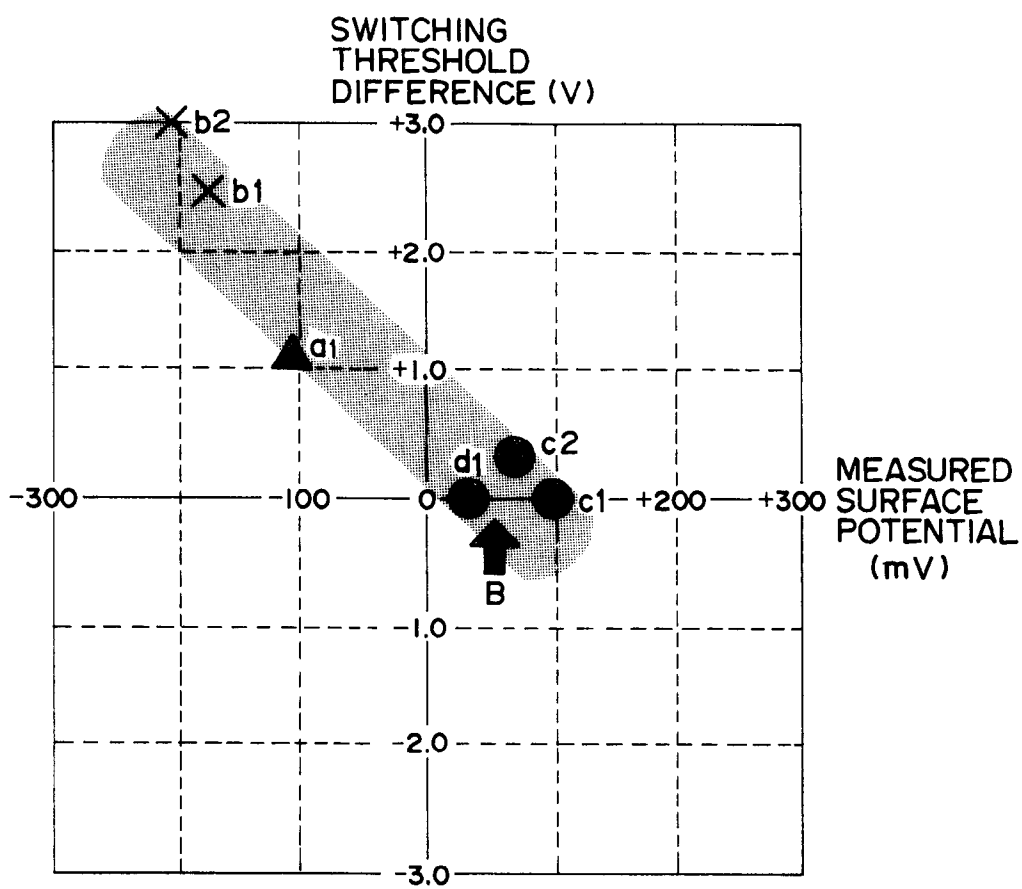 SWITCHING
THRESHOLD
DIFFERENCE (V)
b2
+3.0
b1
+2.0
a1
+1.0
c2
d1
-300
-100
0
c1
+200
+300
MEASURED
SURFACE
POTENTIAL
(mV)
B
-1.0
-2.0
-3.0